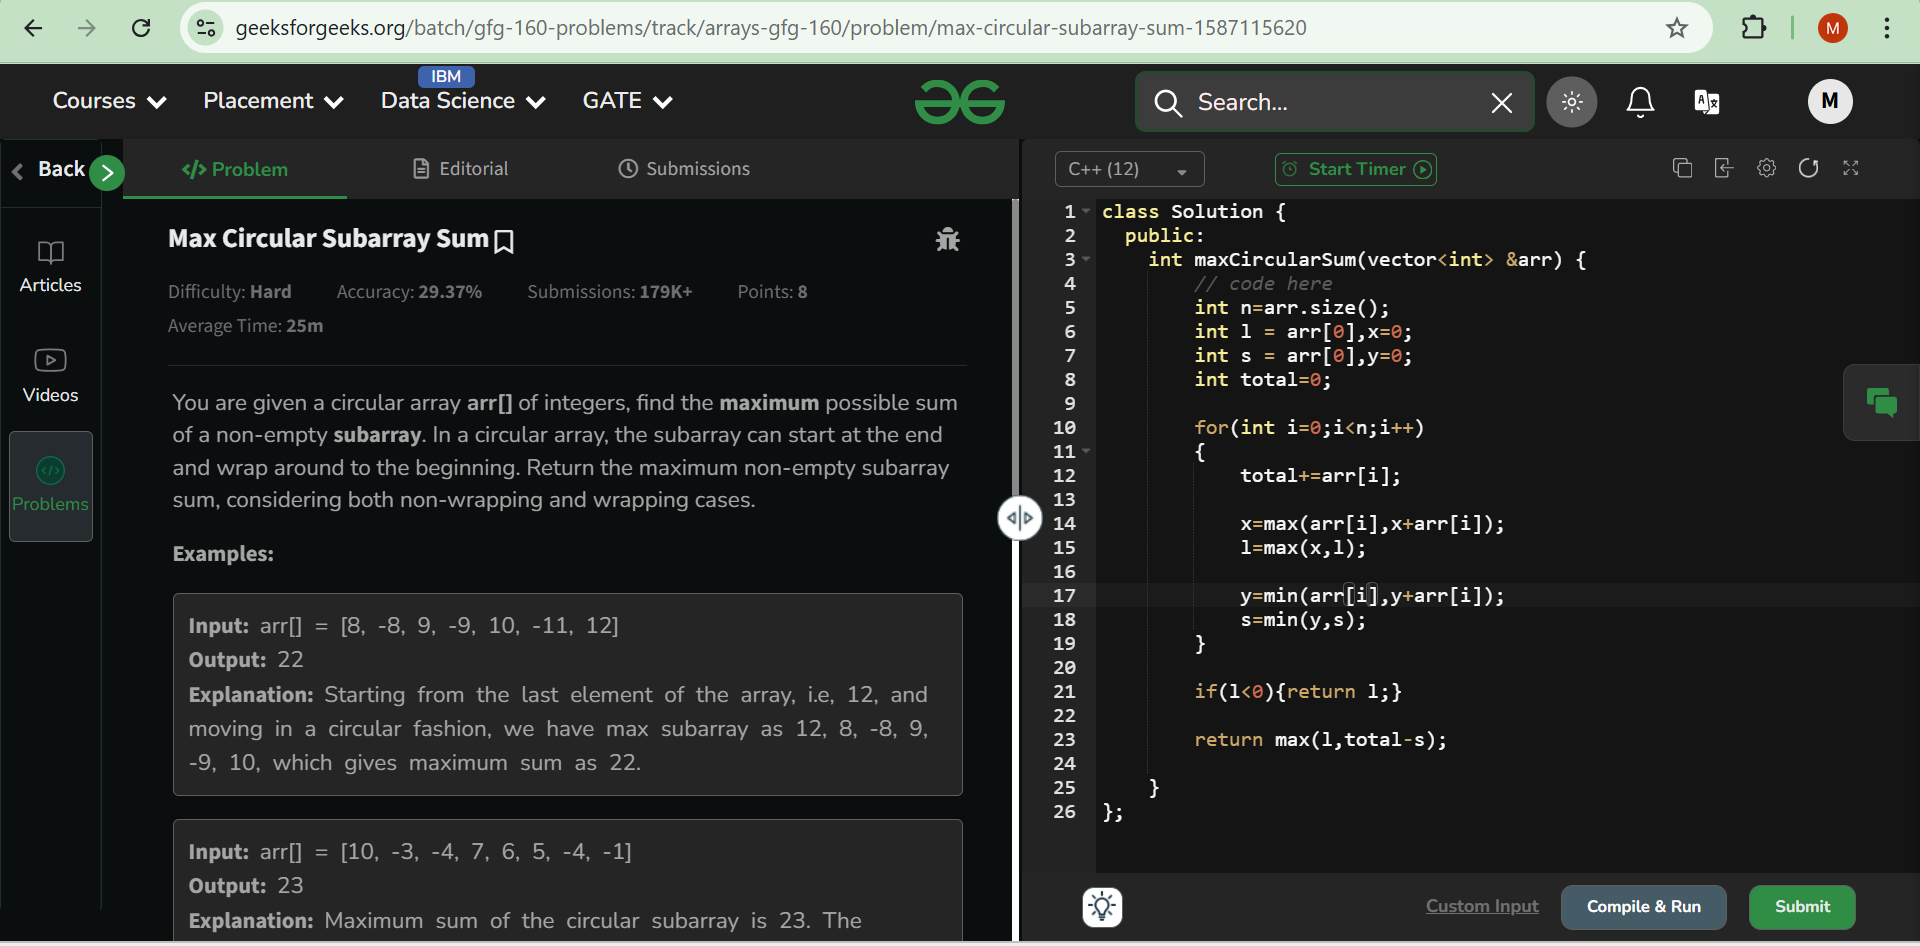 geeksforgeeks.org/batch/gfg-160-problems/track/arrays-gfg-160/problem/max-circular-subarray-sum-1587115620
M
Courses
Placement
IBM
Data Science
GATE
Search...
M
Back
Problem
Editorial
Submissions
C++ (12)
Start Timer
Articles
Videos
Problems
Max Circular Subarray Sum
Difficulty: Hard Accuracy: 29.37% Submissions: 179K+ Points: 8
Average Time: 25m
You are given a circular array arr[] of integers, find the maximum possible sum
of a non-empty subarray. In a circular array, the subarray can start at the end
and wrap around to the beginning. Return the maximum non-empty subarray
sum, considering both non-wrapping and wrapping cases.
Examples:
Input: arr[] = [8, -8, 9, -9, 10, -11, 12]
Output: 22
Explanation: Starting from the last element of the array, i.e, 12, and
moving in a circular fashion, we have max subarray as 12, 8, -8, 9,
-9, 10, which gives maximum sum as 22.
Input: arr[] = [10, -3, -4, 7, 6, 5, -4, -1]
Output: 23
Explanation: Maximum sum of the circular subarray is 23. The
1 class Solution {
2 public:
3 int maxCircularSum(vector<int> &arr) {
4 // code here
5 int n=arr.size();
6 int l = arr[0],x=0;
7 int s = arr[0],y=0;
8 int total=0;
9
10 for(int i=0;i<n;i++)
11 {
12 total+=arr[i];
13
14 x=max(arr[i],x+arr[i]);
15 l=max(x,l);
16
17 y=min(arr[i],y+arr[i]);
18 s=min(y,s);
19 }
20
21 if(l<0){return l;}
22
23 return max(l,total-s);
24
25 }
26 };
Custom Input
Compile & Run
Submit